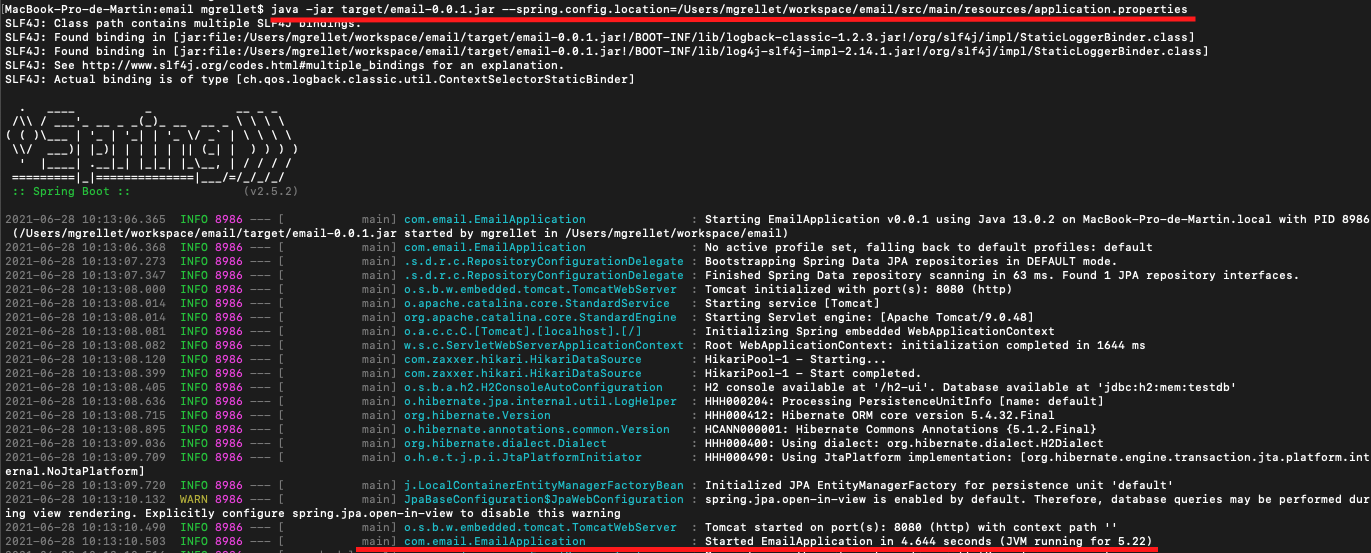 [MacBook-Pro-de-Martin:email mgrellet$ java -jar target/email-0.0.1.jar --spring.config.location=/Users/mgrellet/workspace/email/src/main/resources/application.properties
SLF4J: Class path contains multiple SLF4J bindings.
SLF4J: Found binding in [jar:file:/Users/mgrellet/workspace/email/target/email-0.0.1.jar!/BOOT-INF/lib/logback-classic-1.2.3.jar!/org/slf4j/impl/StaticLoggerBinder.class]
SLF4J: Found binding in [jar:file:/Users/mgrellet/workspace/email/target/email-0.0.1.jar!/BOOT-INF/lib/log4j-slf4j-impl-2.14.1.jar!/org/slf4j/impl/StaticLoggerBinder.class]
SLF4J: See http://www.slf4j.org/codes.html#multiple_bindings for an explanation.
SLF4J: Actual binding is of type [ch.qos.logback.classic.util.ContextSelectorStaticBinder]
  .   ____          _            __ _ _
 /\\ / ___'_ __ _ _(_)_ __  __ _ \ \ \ \
( ( )\___ | '_ | '_| | '_ \/ _` | \ \ \ \
 \\/  ___)| |_)| | | | | || (_| |  ) ) ) )
  '  |____| .__|_| |_|_| |_\__, | / / / /
 =========|_|==============|___/=/_/_/_/
 :: Spring Boot ::                (v2.5.2)
2021-06-28 10:13:06.365  INFO 8986 --- [           main] com.email.EmailApplication               : Starting EmailApplication v0.0.1 using Java 13.0.2 on MacBook-Pro-de-Martin.local with PID 8986
 (/Users/mgrellet/workspace/email/target/email-0.0.1.jar started by mgrellet in /Users/mgrellet/workspace/email)
2021-06-28 10:13:06.368  INFO 8986 --- [           main] com.email.EmailApplication               : No active profile set, falling back to default profiles: default
2021-06-28 10:13:07.273  INFO 8986 --- [           main] .s.d.r.c.RepositoryConfigurationDelegate : Bootstrapping Spring Data JPA repositories in DEFAULT mode.
2021-06-28 10:13:07.347  INFO 8986 --- [           main] .s.d.r.c.RepositoryConfigurationDelegate : Finished Spring Data repository scanning in 63 ms. Found 1 JPA repository interfaces.
2021-06-28 10:13:08.000  INFO 8986 --- [           main] o.s.b.w.embedded.tomcat.TomcatWebServer  : Tomcat initialized with port(s): 8080 (http)
2021-06-28 10:13:08.014  INFO 8986 --- [           main] o.apache.catalina.core.StandardService   : Starting service [Tomcat]
2021-06-28 10:13:08.014  INFO 8986 --- [           main] org.apache.catalina.core.StandardEngine  : Starting Servlet engine: [Apache Tomcat/9.0.48]
2021-06-28 10:13:08.081  INFO 8986 --- [           main] o.a.c.c.C.[Tomcat].[localhost].[/]       : Initializing Spring embedded WebApplicationContext
2021-06-28 10:13:08.082  INFO 8986 --- [           main] w.s.c.ServletWebServerApplicationContext : Root WebApplicationContext: initialization completed in 1644 ms
2021-06-28 10:13:08.120  INFO 8986 --- [           main] com.zaxxer.hikari.HikariDataSource       : HikariPool-1 - Starting...
2021-06-28 10:13:08.399  INFO 8986 --- [           main] com.zaxxer.hikari.HikariDataSource       : HikariPool-1 - Start completed.
2021-06-28 10:13:08.405  INFO 8986 --- [           main] o.s.b.a.h2.H2ConsoleAutoConfiguration    : H2 console available at '/h2-ui'. Database available at 'jdbc:h2:mem:testdb'
2021-06-28 10:13:08.636  INFO 8986 --- [           main] o.hibernate.jpa.internal.util.LogHelper  : HHH000204: Processing PersistenceUnitInfo [name: default]
2021-06-28 10:13:08.715  INFO 8986 --- [           main] org.hibernate.Version                    : HHH000412: Hibernate ORM core version 5.4.32.Final
2021-06-28 10:13:08.895  INFO 8986 --- [           main] o.hibernate.annotations.common.Version   : HCANN000001: Hibernate Commons Annotations {5.1.2.Final}
2021-06-28 10:13:09.036  INFO 8986 --- [           main] org.hibernate.dialect.Dialect            : HHH000400: Using dialect: org.hibernate.dialect.H2Dialect
2021-06-28 10:13:09.709  INFO 8986 --- [           main] o.h.e.t.j.p.i.JtaPlatformInitiator       : HHH000490: Using JtaPlatform implementation: [org.hibernate.engine.transaction.jta.platform.int
ernal.NoJtaPlatform]
2021-06-28 10:13:09.720  INFO 8986 --- [           main] j.LocalContainerEntityManagerFactoryBean : Initialized JPA EntityManagerFactory for persistence unit 'default'
2021-06-28 10:13:10.132  WARN 8986 --- [           main] JpaBaseConfiguration$JpaWebConfiguration : spring.jpa.open-in-view is enabled by default. Therefore, database queries may be performed dur
ing view rendering. Explicitly configure spring.jpa.open-in-view to disable this warning
2021-06-28 10:13:10.490  INFO 8986 --- [           main] o.s.b.w.embedded.tomcat.TomcatWebServer  : Tomcat started on port(s): 8080 (http) with context path ''
2021-06-28 10:13:10.503  INFO 8986 --- [           main] com.email.EmailApplication               : Started EmailApplication in 4.644 seconds (JVM running for 5.22)